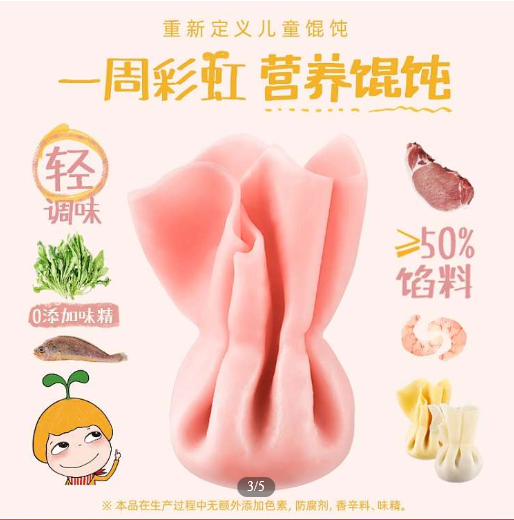 重新定义儿童馄饨
一周彩虹 营养馄饨
轻
调味
≥50%
馅料
0添加味精
3/5
※ 本品在生产过程中无额外添加色素, 防腐剂, 香辛料、味精。